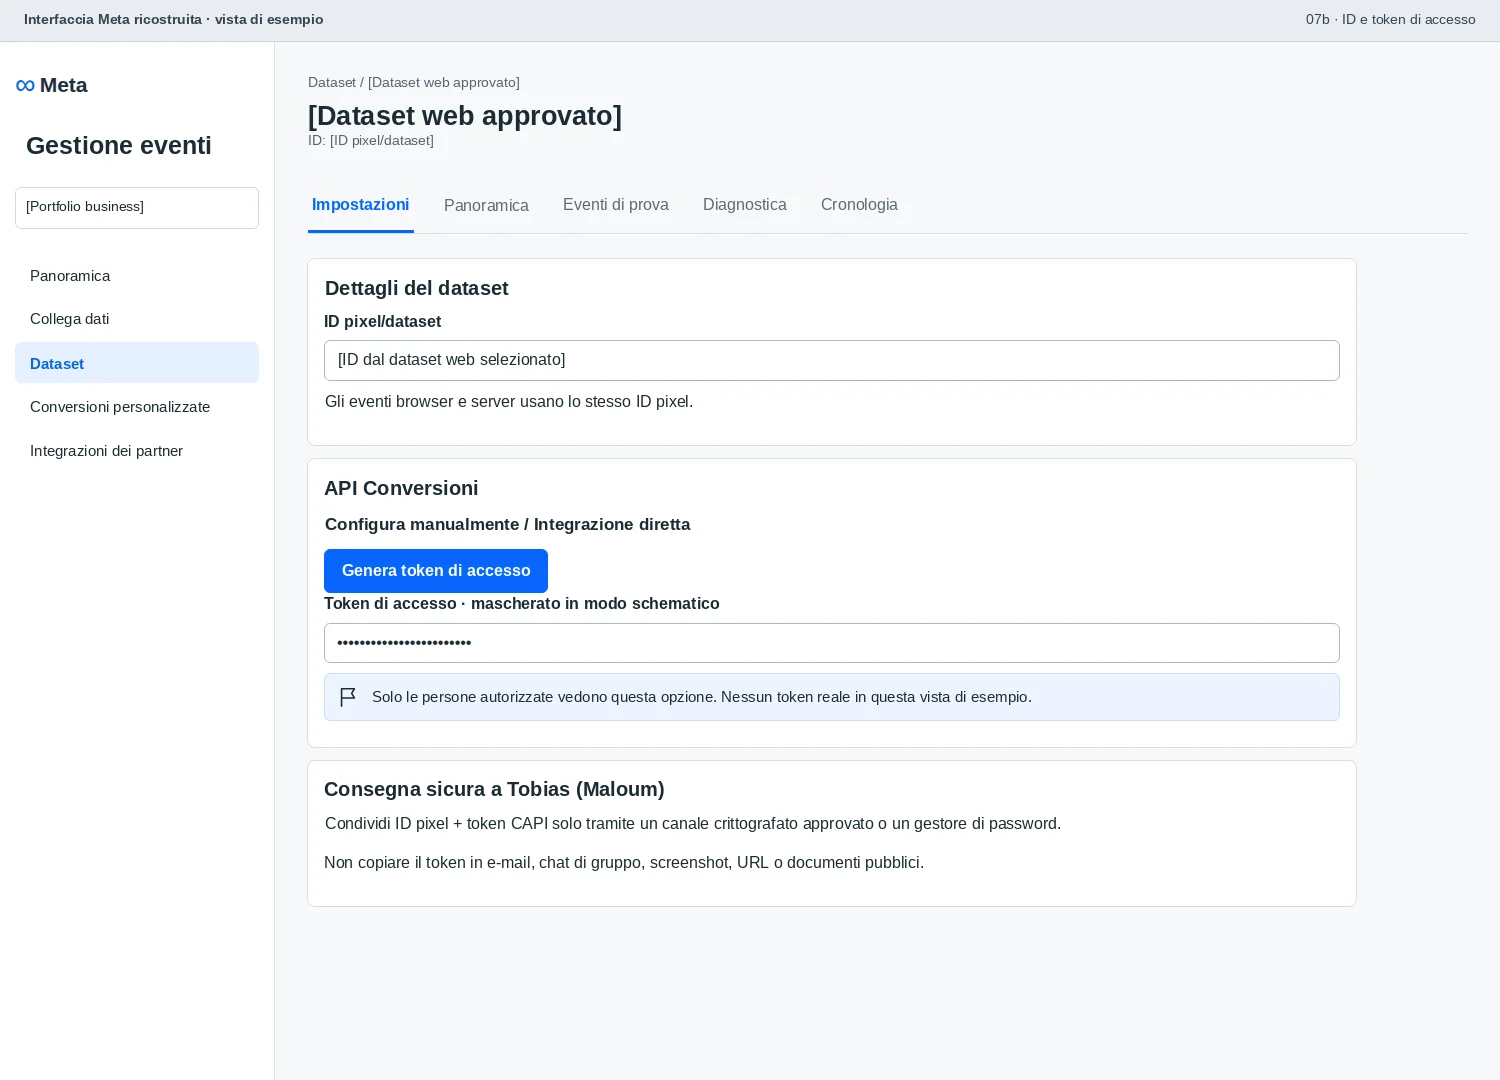 Interfaccia Meta ricostruita · vista di esempio
07b · ID e token di accesso
Meta
Gestione eventi
[Portfolio business]
Panoramica
Collega dati
Dataset
Conversioni personalizzate
Integrazioni dei partner
Dataset / [Dataset web approvato]
[Dataset web approvato]
ID: [ID pixel/dataset]
Impostazioni
Panoramica
Eventi di prova
Diagnostica
Cronologia
Dettagli del dataset
ID pixel/dataset
[ID dal dataset web selezionato]
Gli eventi browser e server usano lo stesso ID pixel.
API Conversioni
Configura manualmente / Integrazione diretta
Genera token di accesso
Token di accesso · mascherato in modo schematico
••••••••••••••••••••••••
Solo le persone autorizzate vedono questa opzione. Nessun token reale in questa vista di esempio.
Consegna sicura a Tobias (Maloum)
Condividi ID pixel + token CAPI solo tramite un canale crittografato approvato o un gestore di password.
Non copiare il token in e-mail, chat di gruppo, screenshot, URL o documenti pubblici.